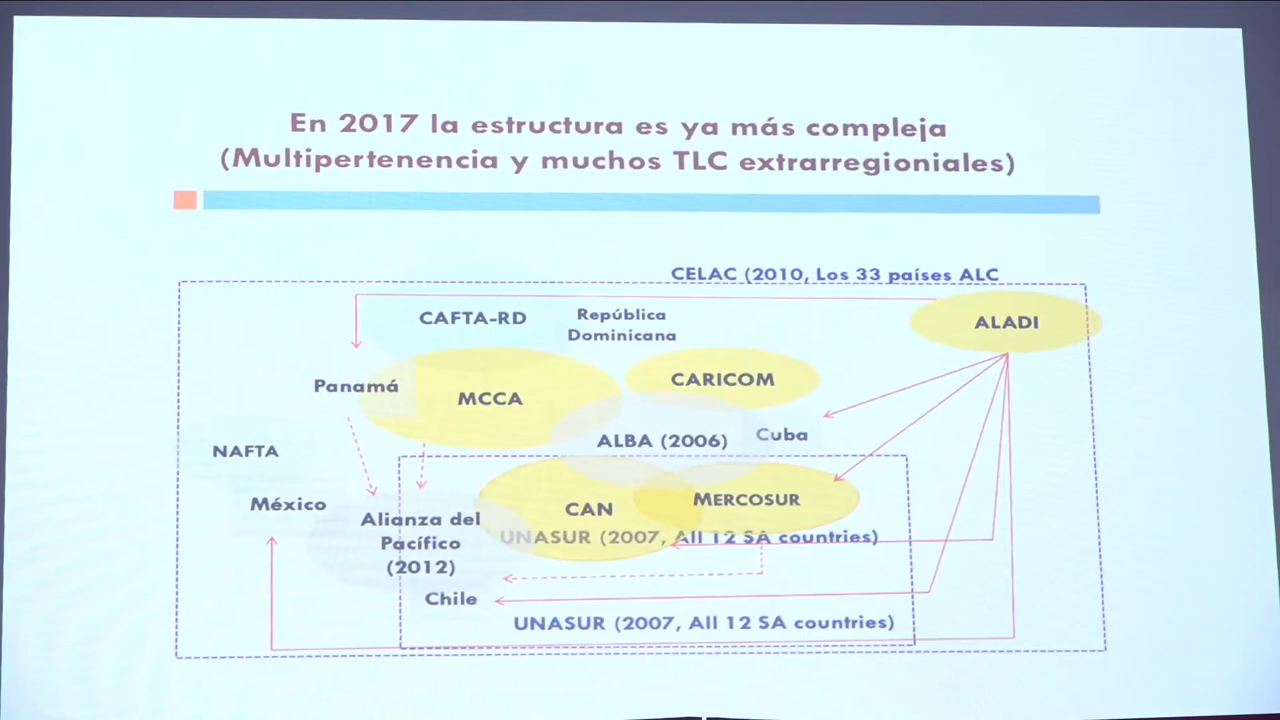 En 2017 la estructura es ya más compleja
(Multipertenencia y muchos TLC extrarregioniales)
CELAC (2010, Los 33 países ALC
CAFTA-RD
República
Dominicana
ALADI
Panamá
MCCA
CARICOM
ALBA (2006)
Cuba
NAFTA
México
CAN
MERCOSUR
Alianza del
Pacífico
(2012)
UNASUR (2007, All 12 SA countries)
Chile
UNASUR (2007, All 12 SA countries)